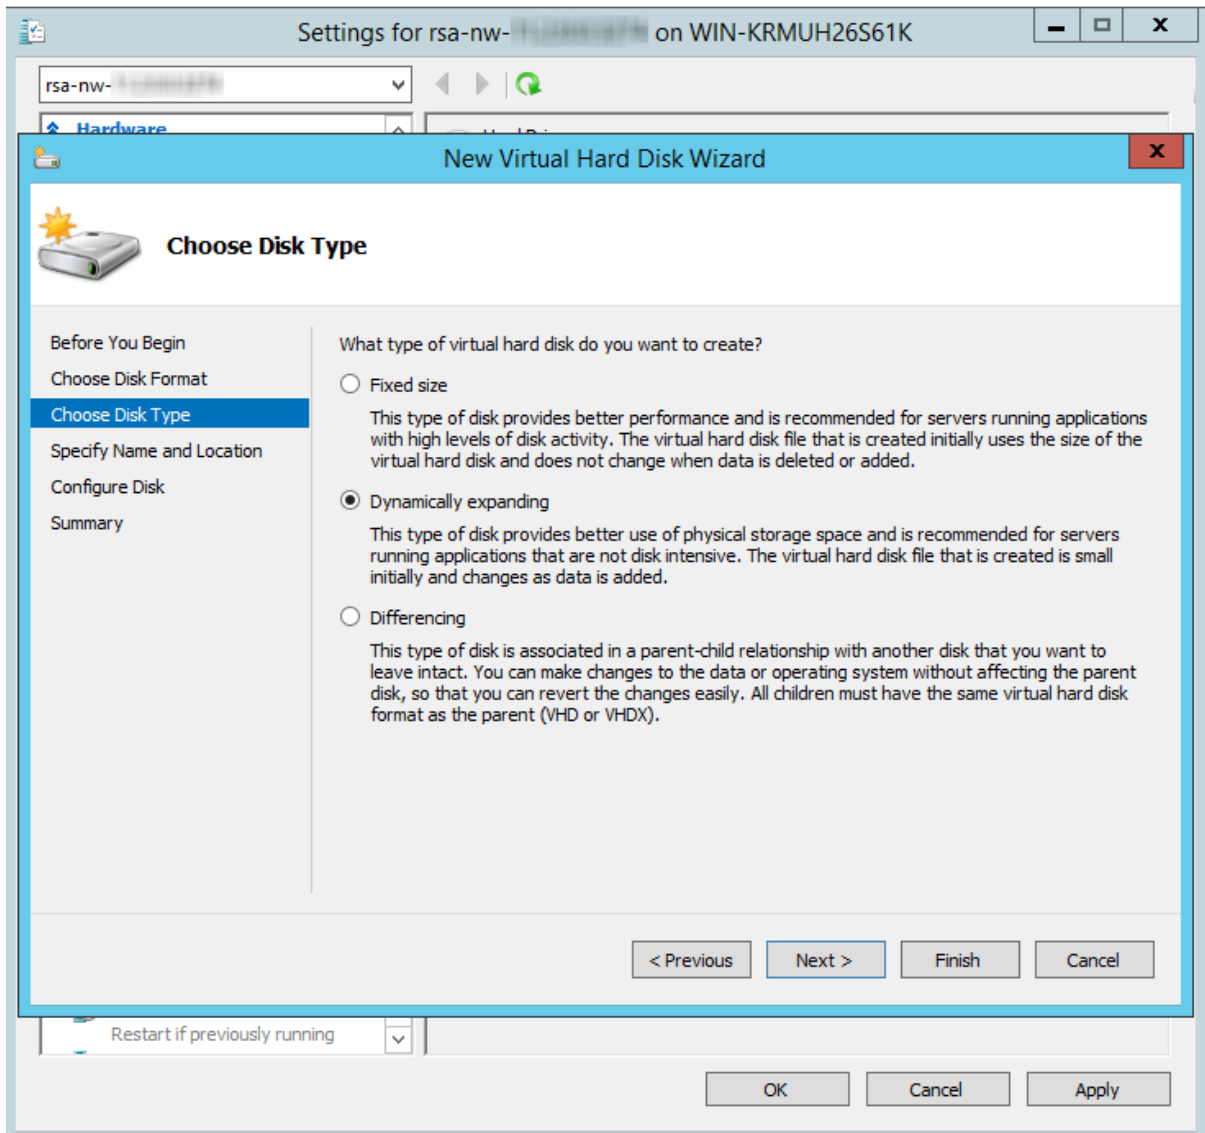 Settings for rsa-nw- on WIN-KRMUH26S61K
rsa-nw-
Hardware
New Virtual Hard Disk Wizard
Choose Disk Type
Before You Begin
Choose Disk Format
Choose Disk Type
Specify Name and Location
Configure Disk
Summary
What type of virtual hard disk do you want to create?
Fixed size
This type of disk provides better performance and is recommended for servers running applications
with high levels of disk activity. The virtual hard disk file that is created initially uses the size of the
virtual hard disk and does not change when data is deleted or added.
Dynamically expanding
This type of disk provides better use of physical storage space and is recommended for servers
running applications that are not disk intensive. The virtual hard disk file that is created is small
initially and changes as data is added.
Differencing
This type of disk is associated in a parent-child relationship with another disk that you want to
leave intact. You can make changes to the data or operating system without affecting the parent
disk, so that you can revert the changes easily. All children must have the same virtual hard disk
format as the parent (VHD or VHDX).
< Previous
Next >
Finish
Cancel
Restart if previously running
OK
Cancel
Apply